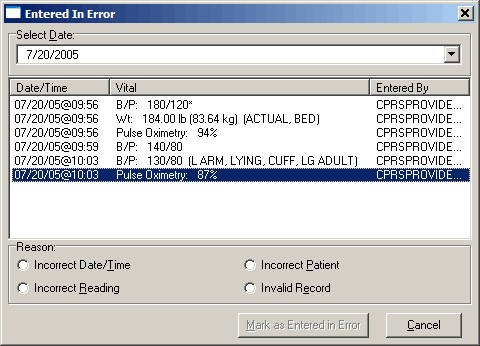 Entered In Error
Select Date:
7/20/2005
Date/Time Vital Entered By
07/20/05@09:56 B/P: 180/120* CPRSPROVIDE...
07/20/05@09:56 Wt: 184.00 lb (83.64 kg) (ACTUAL, BED) CPRSPROVIDE...
07/20/05@09:56 Pulse Oximetry: 94% CPRSPROVIDE...
07/20/05@09:59 B/P: 140/80 CPRSPROVIDE...
07/20/05@10:03 B/P: 130/80 (L ARM, LYING, CUFF, LG ADULT) CPRSPROVIDE...
07/20/05@10:03 Pulse Oximetry: 87% CPRSPROVIDE...
Reason:
Incorrect Date/Time Incorrect Patient
Incorrect Reading Invalid Record
Mark as Entered in Error Cancel